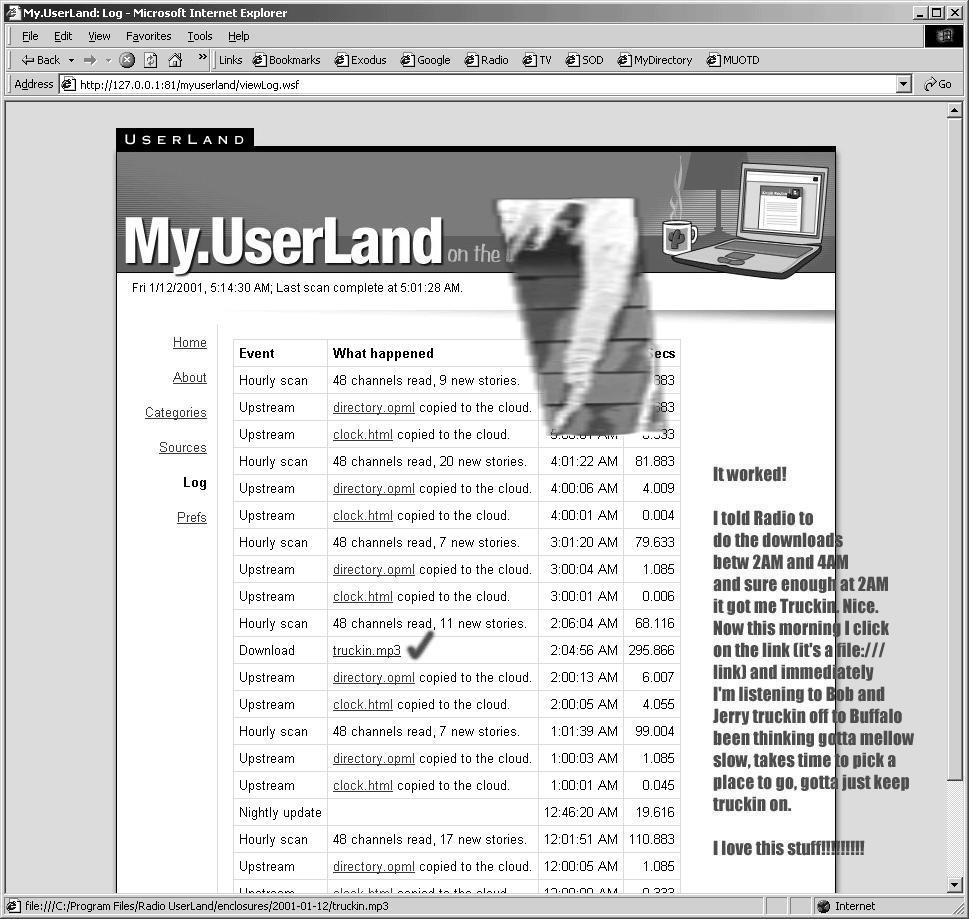 My.UserLand: Log - Microsoft Internet Explorer
File Edit View Favorites Tools Help
Back » Links Bookmarks Exodus Google Radio TV SOD MyDirectory MUOTD
Address http://127.0.0.1:81/myuserland/viewLog.wsf Go
USERLAND
My.UserLand on the
Fri 1/12/2001, 5:14:30 AM; Last scan complete at 5:01:28 AM.
Home
About
Categories
Sources
Log
Prefs
Event What happened ecs
Hourly scan 48 channels read, 9 new stories. 383
Upstream directory.opml copied to the cloud.
Upstream clock.html copied to the cloud.
Hourly scan 48 channels read, 20 new stories. 4:01:22 AM 81.883
Upstream directory.opml copied to the cloud. 4:00:06 AM 4.009
Upstream clock.html copied to the cloud. 4:00:01 AM 0.004
Hourly scan 48 channels read, 7 new stories. 3:01:20 AM 79.633
Upstream directory.opml copied to the cloud. 3:00:04 AM 1.085
Upstream clock.html copied to the cloud. 3:00:01 AM 0.006
Hourly scan 48 channels read, 11 new stories. 2:06:04 AM 68.116
Download truckin.mp3 2:04:56 AM 295.866
Upstream directory.opml copied to the cloud. 2:00:13 AM 6.007
Upstream clock.html copied to the cloud. 2:00:05 AM 4.055
Hourly scan 48 channels read, 7 new stories. 1:01:39 AM 99.004
Upstream directory.opml copied to the cloud. 1:00:03 AM 1.085
Upstream clock.html copied to the cloud. 1:00:01 AM 0.045
Nightly update 12:46:20 AM 19.616
Hourly scan 48 channels read, 17 new stories. 12:01:51 AM 110.883
Upstream directory.opml copied to the cloud. 12:00:05 AM 1.085
Upstream clock.html copied to the cloud. 12:00:00 AM 0.333
It worked!
I told Radio to
do the downloads
betw 2AM and 4AM
and sure enough at 2AM
it got me Truckin. Nice.
Now this morning I click
on the link (it's a file:///
link) and immediately
I'm listening to Bob and
Jerry truckin off to Buffalo
been thinking gotta mellow
slow, takes time to pick a
place to go, gotta just keep
truckin on.
I love this stuff!!!!!!!!!
file:///C:/Program Files/Radio UserLand/enclosures/2001-01-12/truckin.mp3 Internet